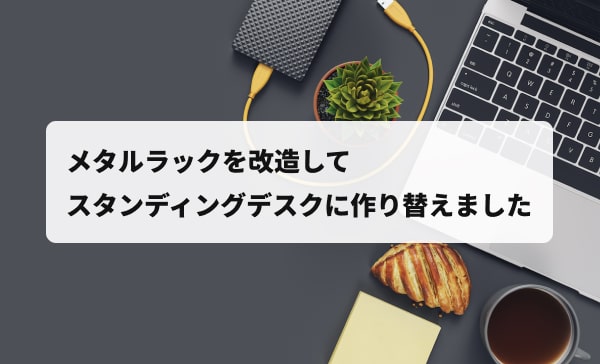 メタルラックを改造して
スタンディングデスクに作り替えました